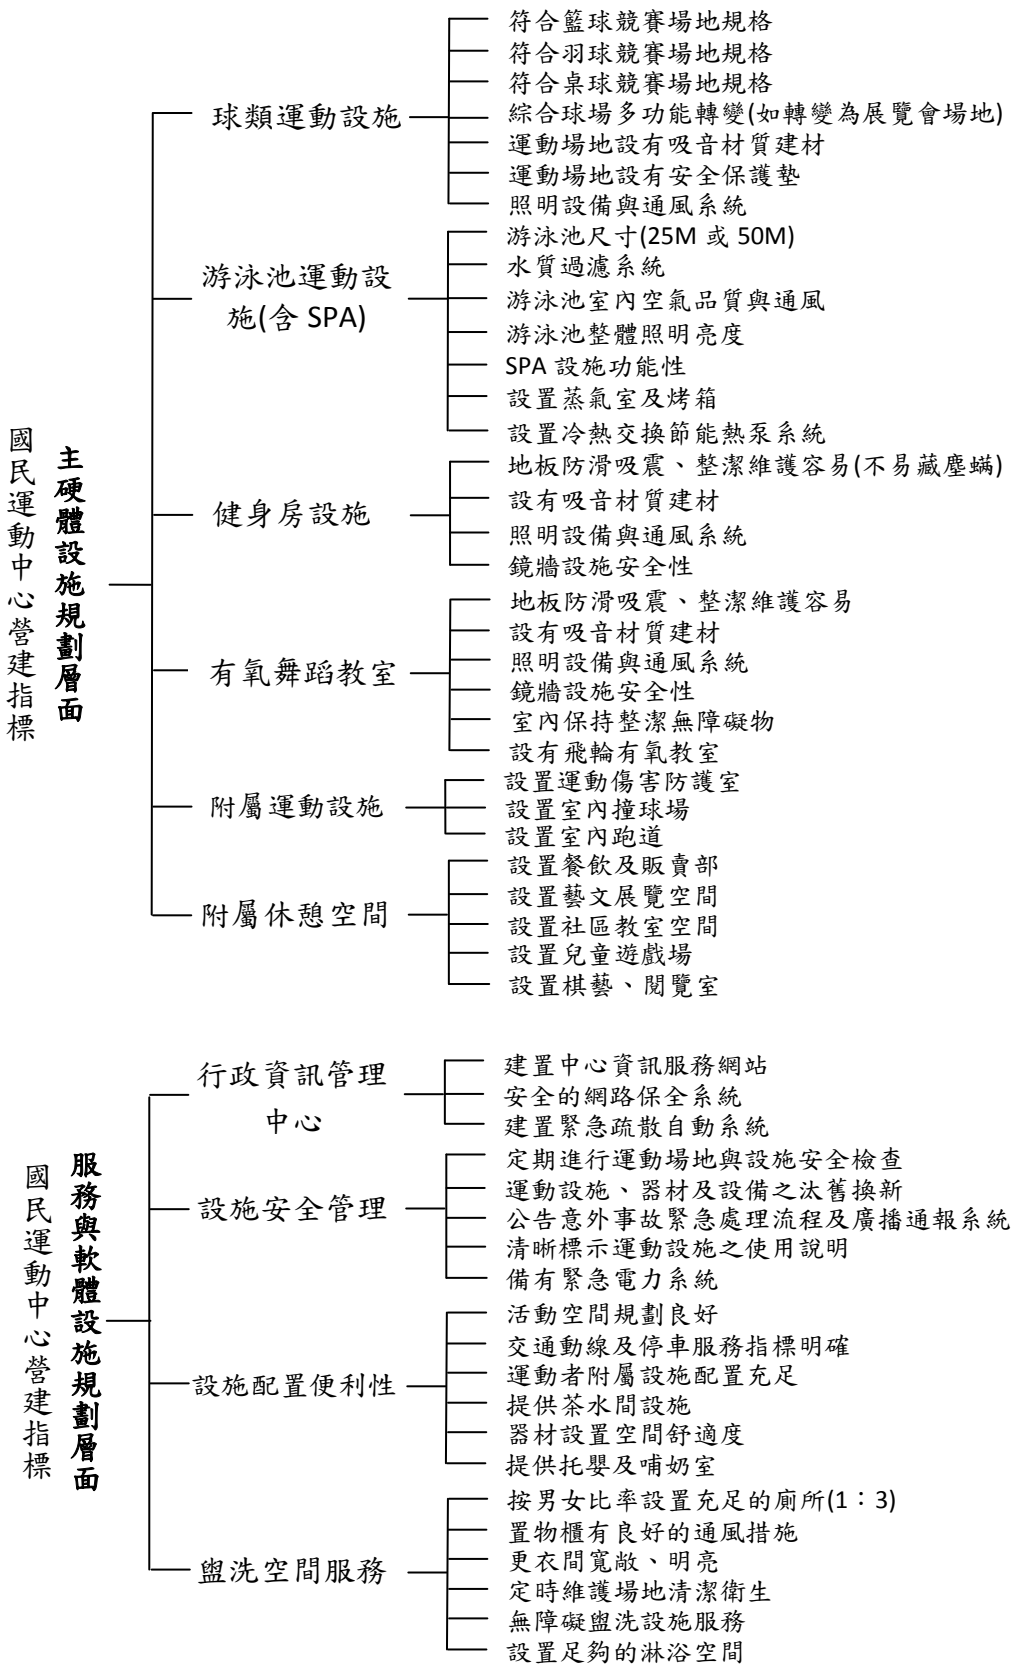 國民運動中心營建指標
主硬體設施規劃層面
球類運動設施
符合籃球競賽場地規格
符合羽球競賽場地規格
符合桌球競賽場地規格
綜合球場多功能轉變(如轉變為展覽會場地)
運動場地設有吸音材質建材
運動場地設有安全保護墊
照明設備與通風系統
游泳池運動設
施(含 SPA)
游泳池尺寸(25M 或 50M)
水質過濾系統
游泳池室內空氣品質與通風
游泳池整體照明亮度
SPA 設施功能性
設置蒸氣室及烤箱
設置冷熱交換節能熱泵系統
健身房設施
地板防滑吸震、整潔維護容易(不易藏塵螨)
設有吸音材質建材
照明設備與通風系統
鏡牆設施安全性
有氧舞蹈教室
地板防滑吸震、整潔維護容易
設有吸音材質建材
照明設備與通風系統
鏡牆設施安全性
室內保持整潔無障礙物
設有飛輪有氧教室
附屬運動設施
設置運動傷害防護室
設置室內撞球場
設置室內跑道
附屬休憩空間
設置餐飲及販賣部
設置藝文展覽空間
設置社區教室空間
設置兒童遊戲場
設置棋藝、閱覽室
國民運動中心營建指標
服務與軟體設施規劃層面
行政資訊管理
中心
建置中心資訊服務網站
安全的網路保全系統
建置緊急疏散自動系統
設施安全管理
定期進行運動場地與設施安全檢查
運動設施、器材及設備之汰舊換新
公告意外事故緊急處理流程及廣播通報系統
清晰標示運動設施之使用說明
備有緊急電力系統
設施配置便利性
活動空間規劃良好
交通動線及停車服務指標明確
運動者附屬設施配置充足
提供茶水間設施
器材設置空間舒適度
提供托嬰及哺奶室
盥洗空間服務
按男女比率設置充足的廁所(1：3)
置物櫃有良好的通風措施
更衣間寬敞、明亮
定時維護場地清潔衛生
無障礙盥洗設施服務
設置足夠的淋浴空間